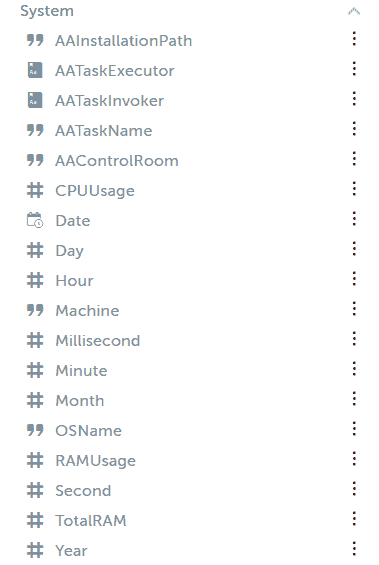 System
AAInstallationPath
AATaskExecutor
AATaskInvoker
AATaskName
AAControlRoom
CPUUsage
Date
Day
Hour
Machine
Millisecond
Minute
Month
OSName
RAMUsage
Second
TotalRAM
Year